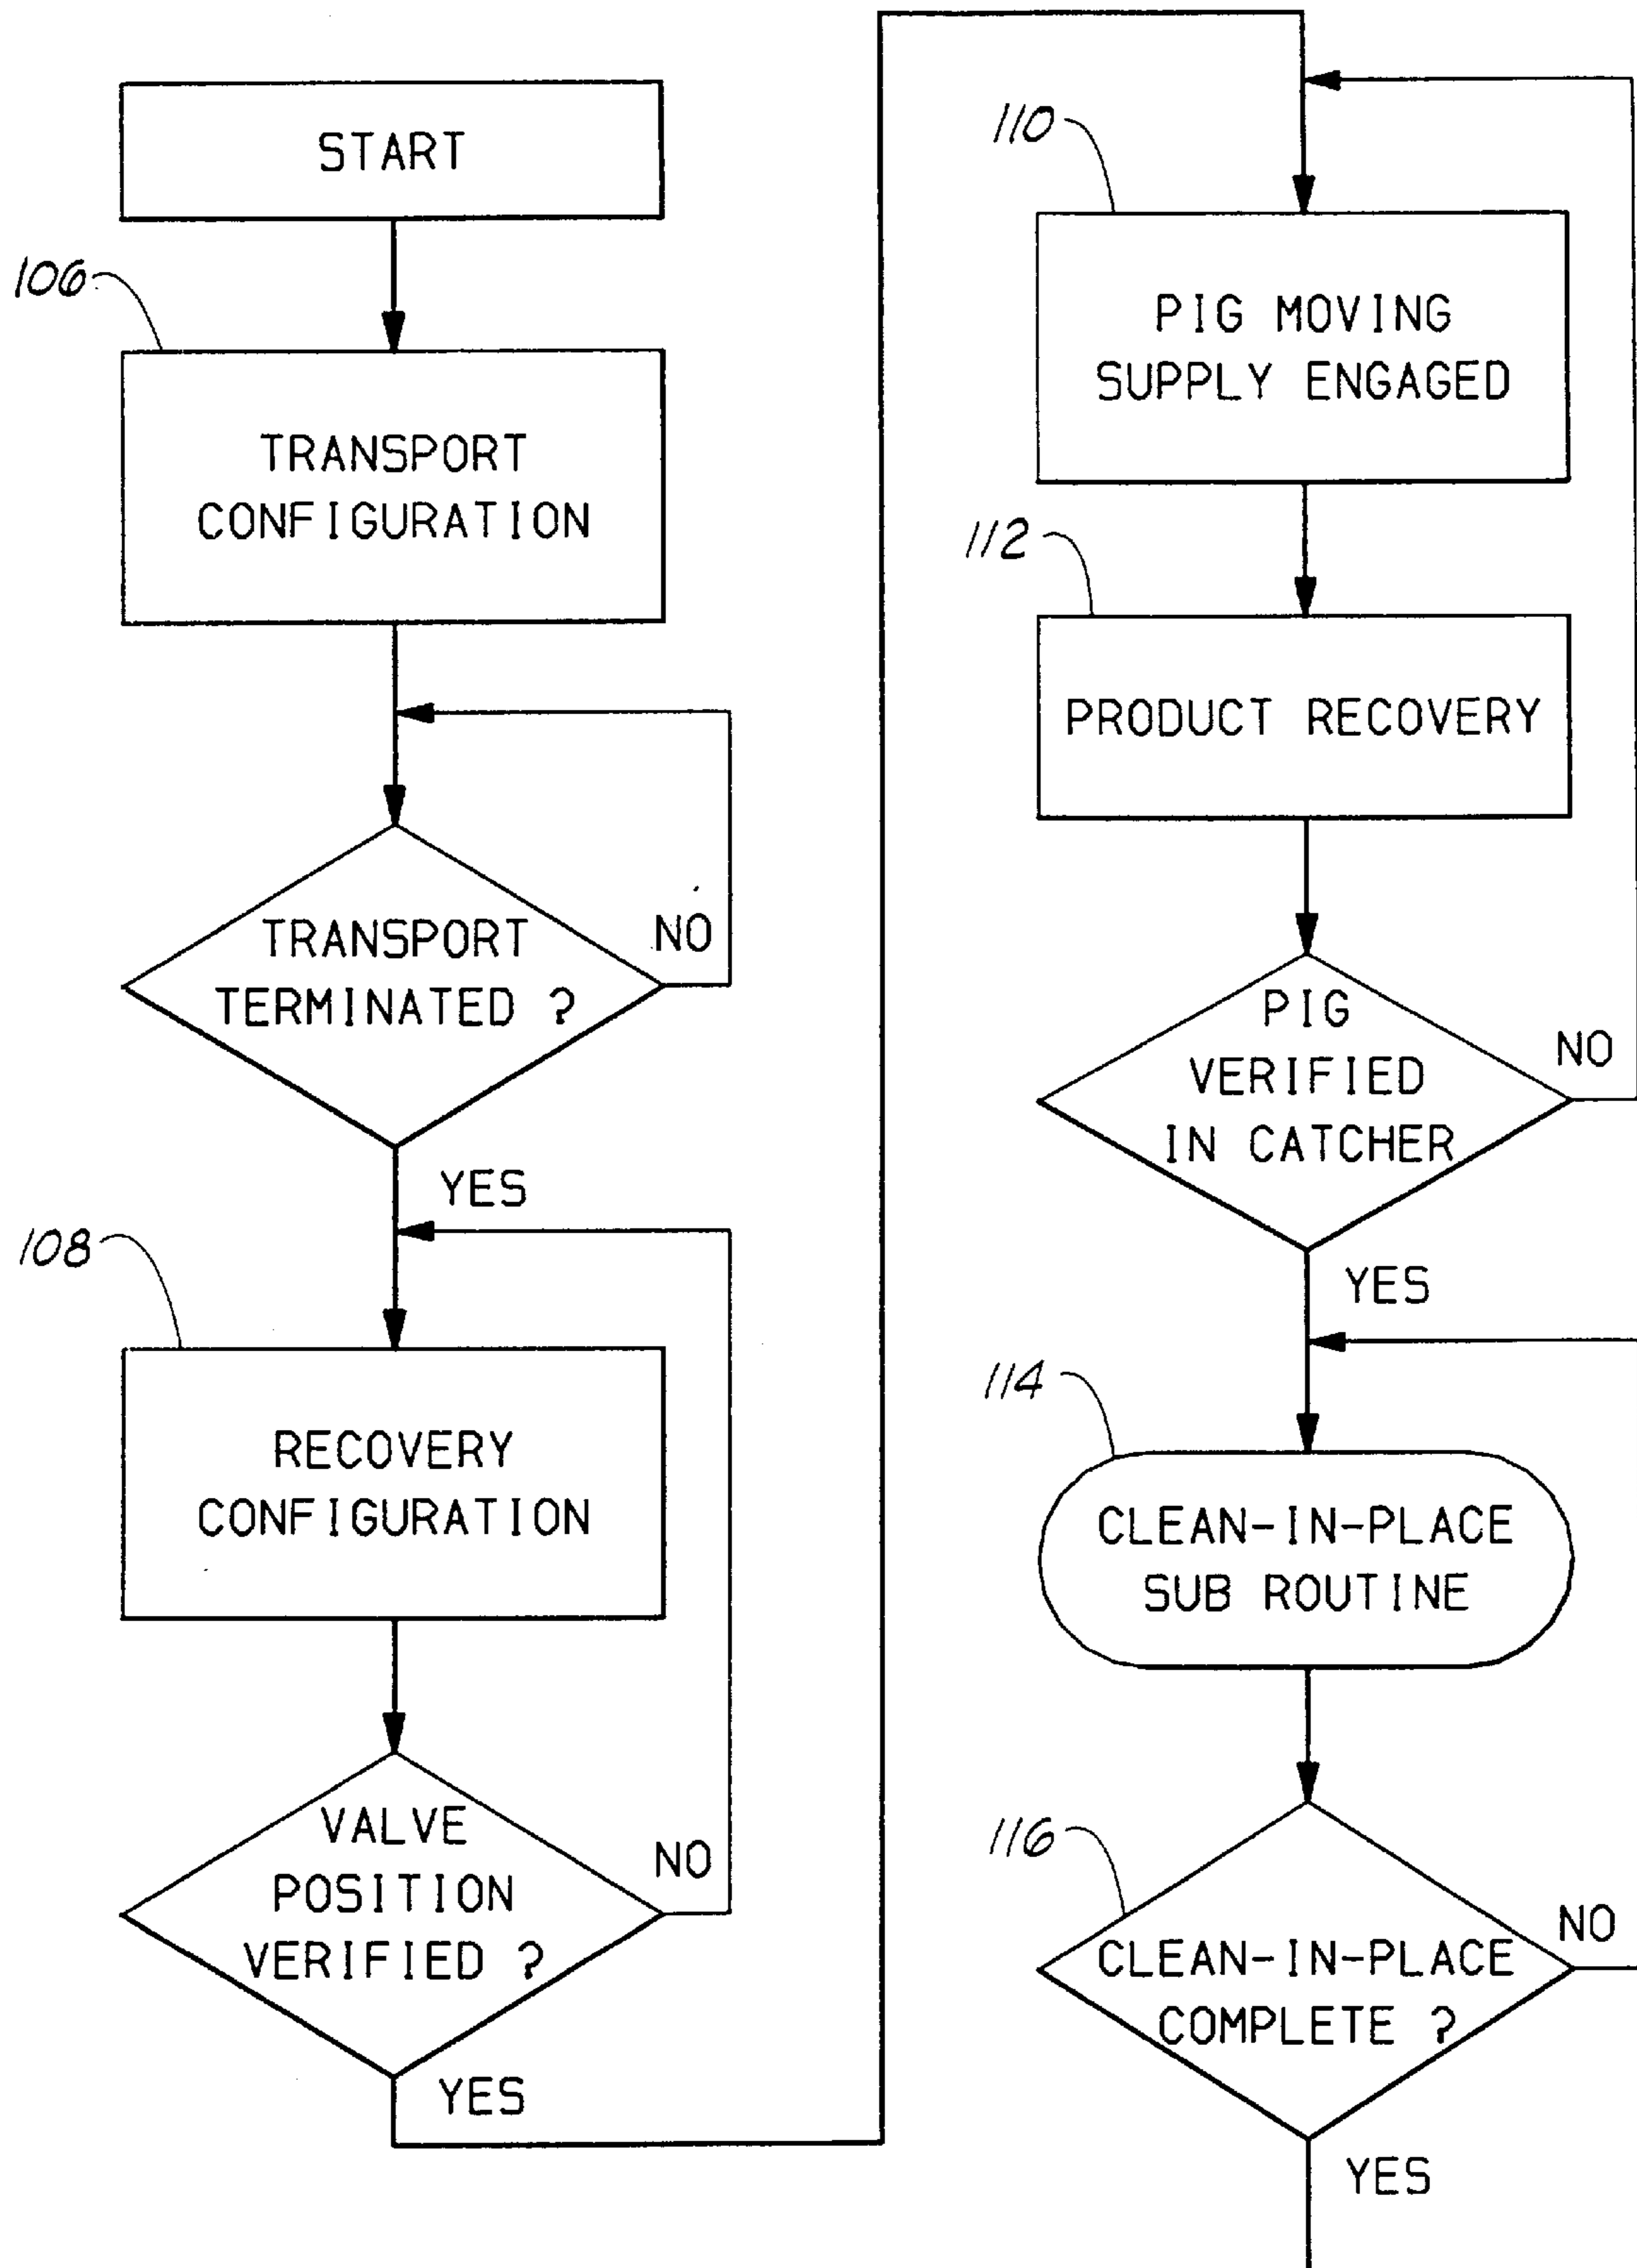 START
106
TRANSPORT
CONFIGURATION
TRANSPORT
TERMINATED ?
NO
YES
108
RECOVERY
CONFIGURATION
VALVE
POSITION
VERIFIED ?
NO
YES
110
PIG MOVING
SUPPLY ENGAGED
112
PRODUCT RECOVERY
PIG
VERIFIED
IN CATCHER
NO
YES
114
CLEAN-IN-PLACE
SUB ROUTINE
116
CLEAN-IN-PLACE
COMPLETE ?
NO
YES